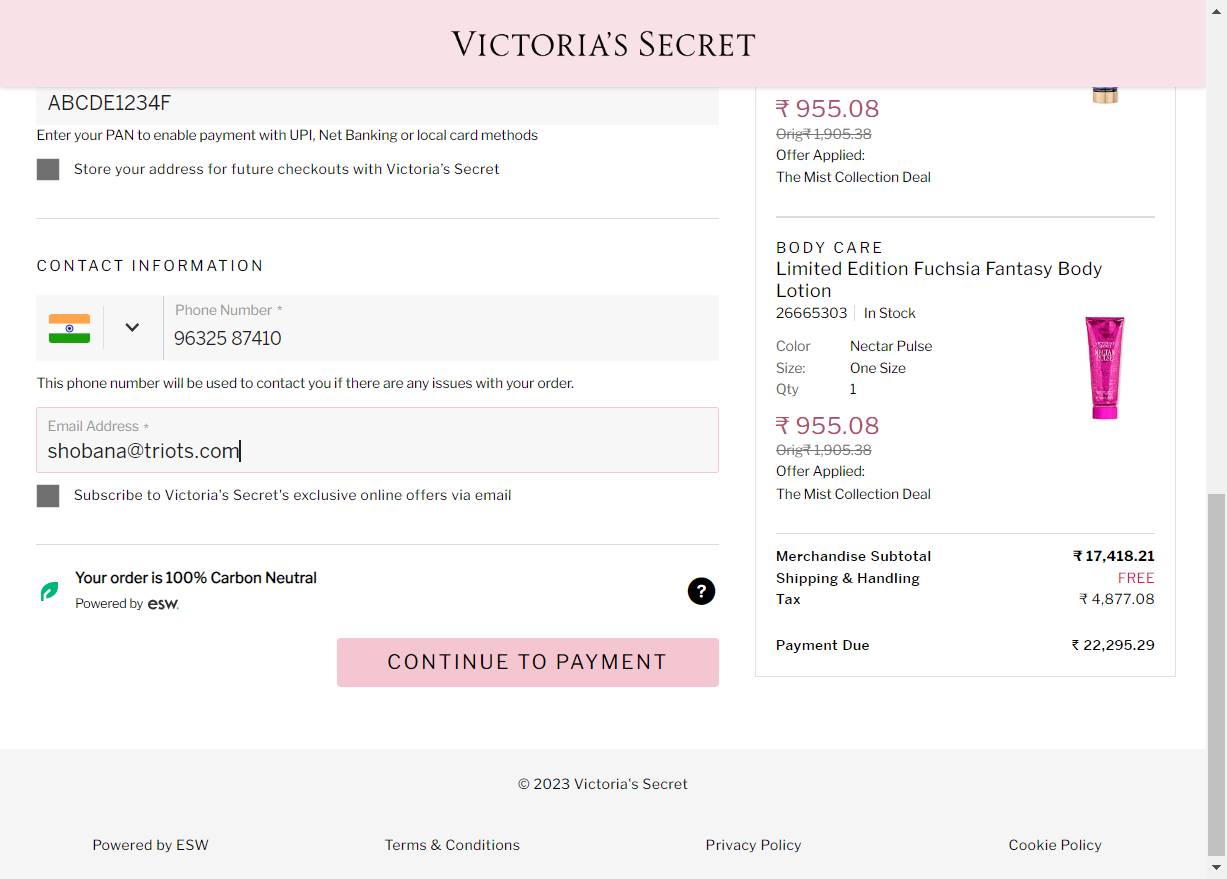 VICTORIA'S SECRET
ABCDE1234F
Enter your PAN to enable payment with UPI, Net Banking or local card methods
Store your address for future checkouts with Victoria's Secret
CONTACT INFORMATION
Phone Number *
96325 87410
This phone number will be used to contact you if there are any issues with your order.
Email Address *
shobana@triots.com
Subscribe to Victoria's Secret's exclusive online offers via email
Your order is 100% Carbon Neutral
Powered by esw.
?
CONTINUE TO PAYMENT
₹ 955.08
Orig₹ 1,905.38
Offer Applied:
The Mist Collection Deal
BODY CARE
Limited Edition Fuchsia Fantasy Body
Lotion
26665303 In Stock
Color Nectar Pulse
Size: One Size
Qty 1
₹ 955.08
Orig₹ 1,905.38
Offer Applied:
The Mist Collection Deal
Merchandise Subtotal ₹ 17,418.21
Shipping & Handling FREE
Tax ₹ 4,877.08
Payment Due ₹ 22,295.29
© 2023 Victoria's Secret
Powered by ESW Terms & Conditions Privacy Policy Cookie Policy